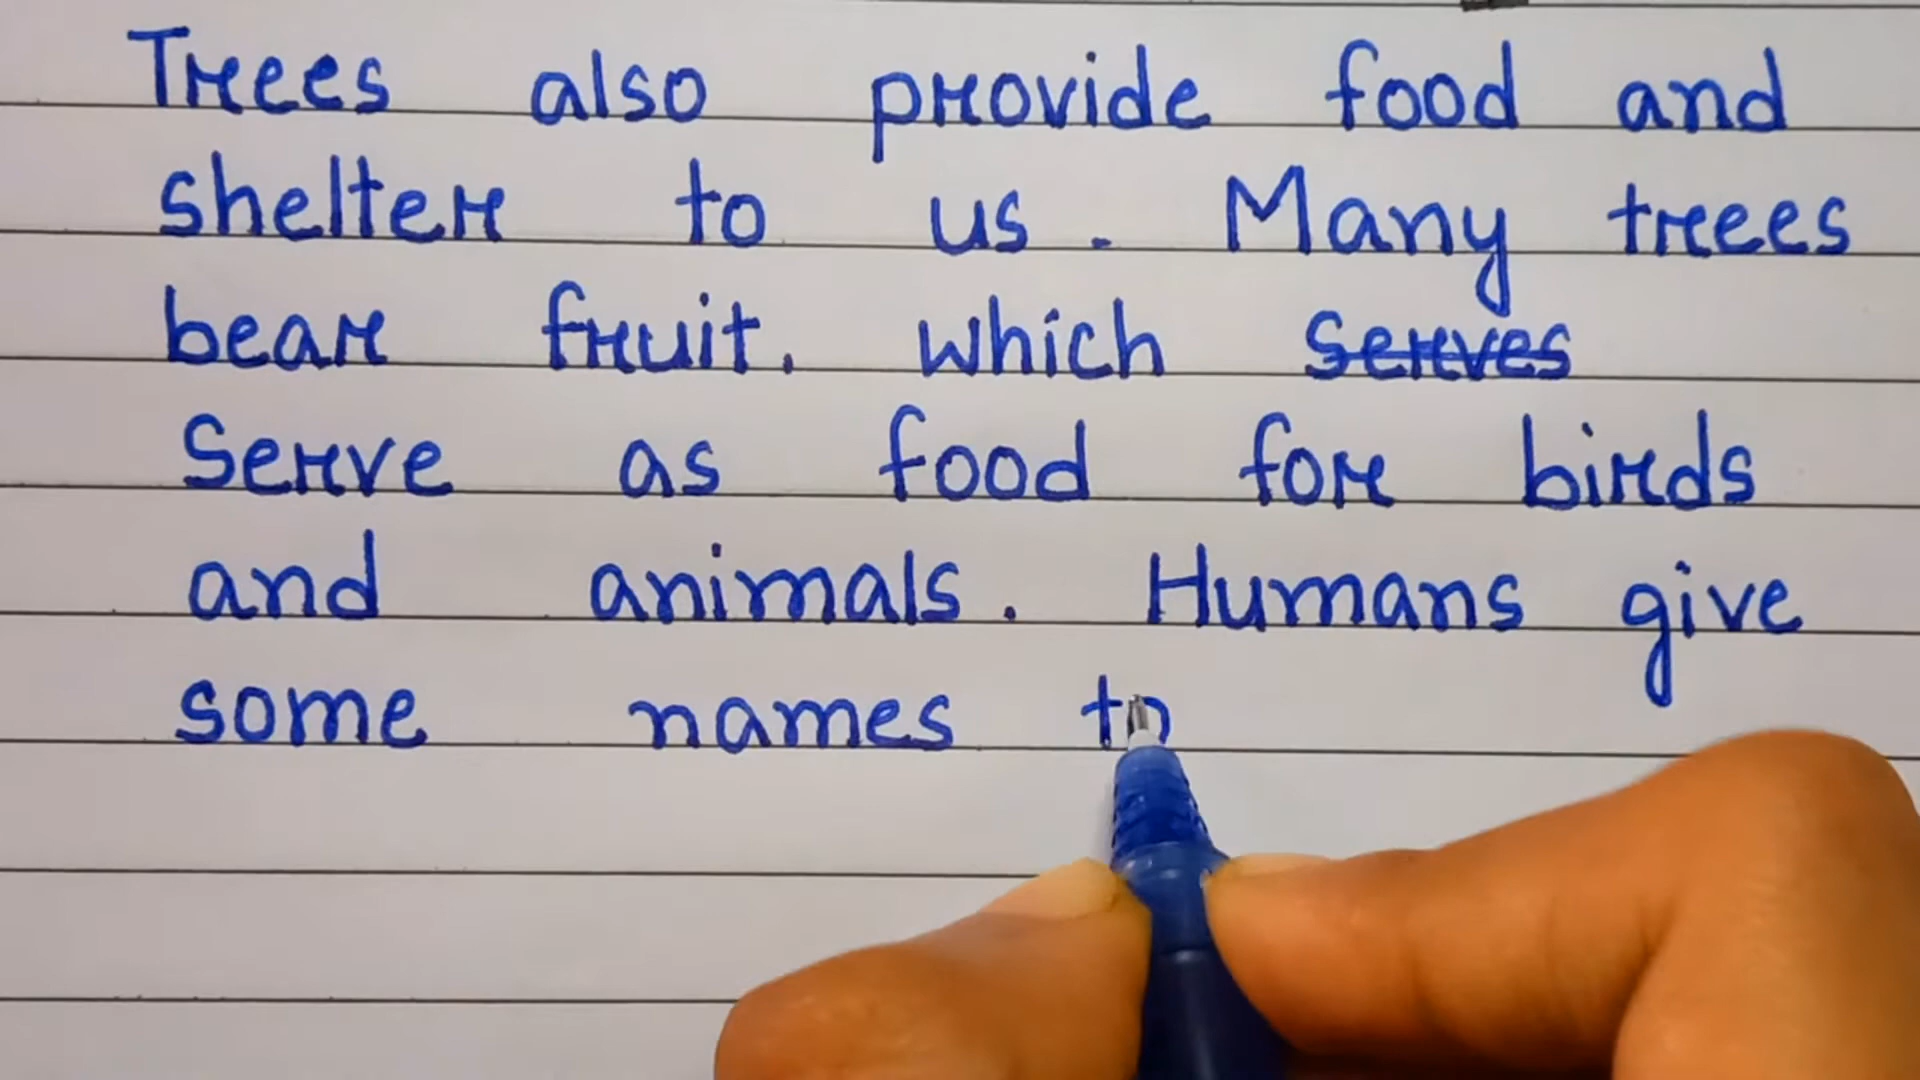 Trees also provide food and
shelter to us. Many trees
bear fruit. which serves
Serve as food for birds
and animals. Humans give
some names to